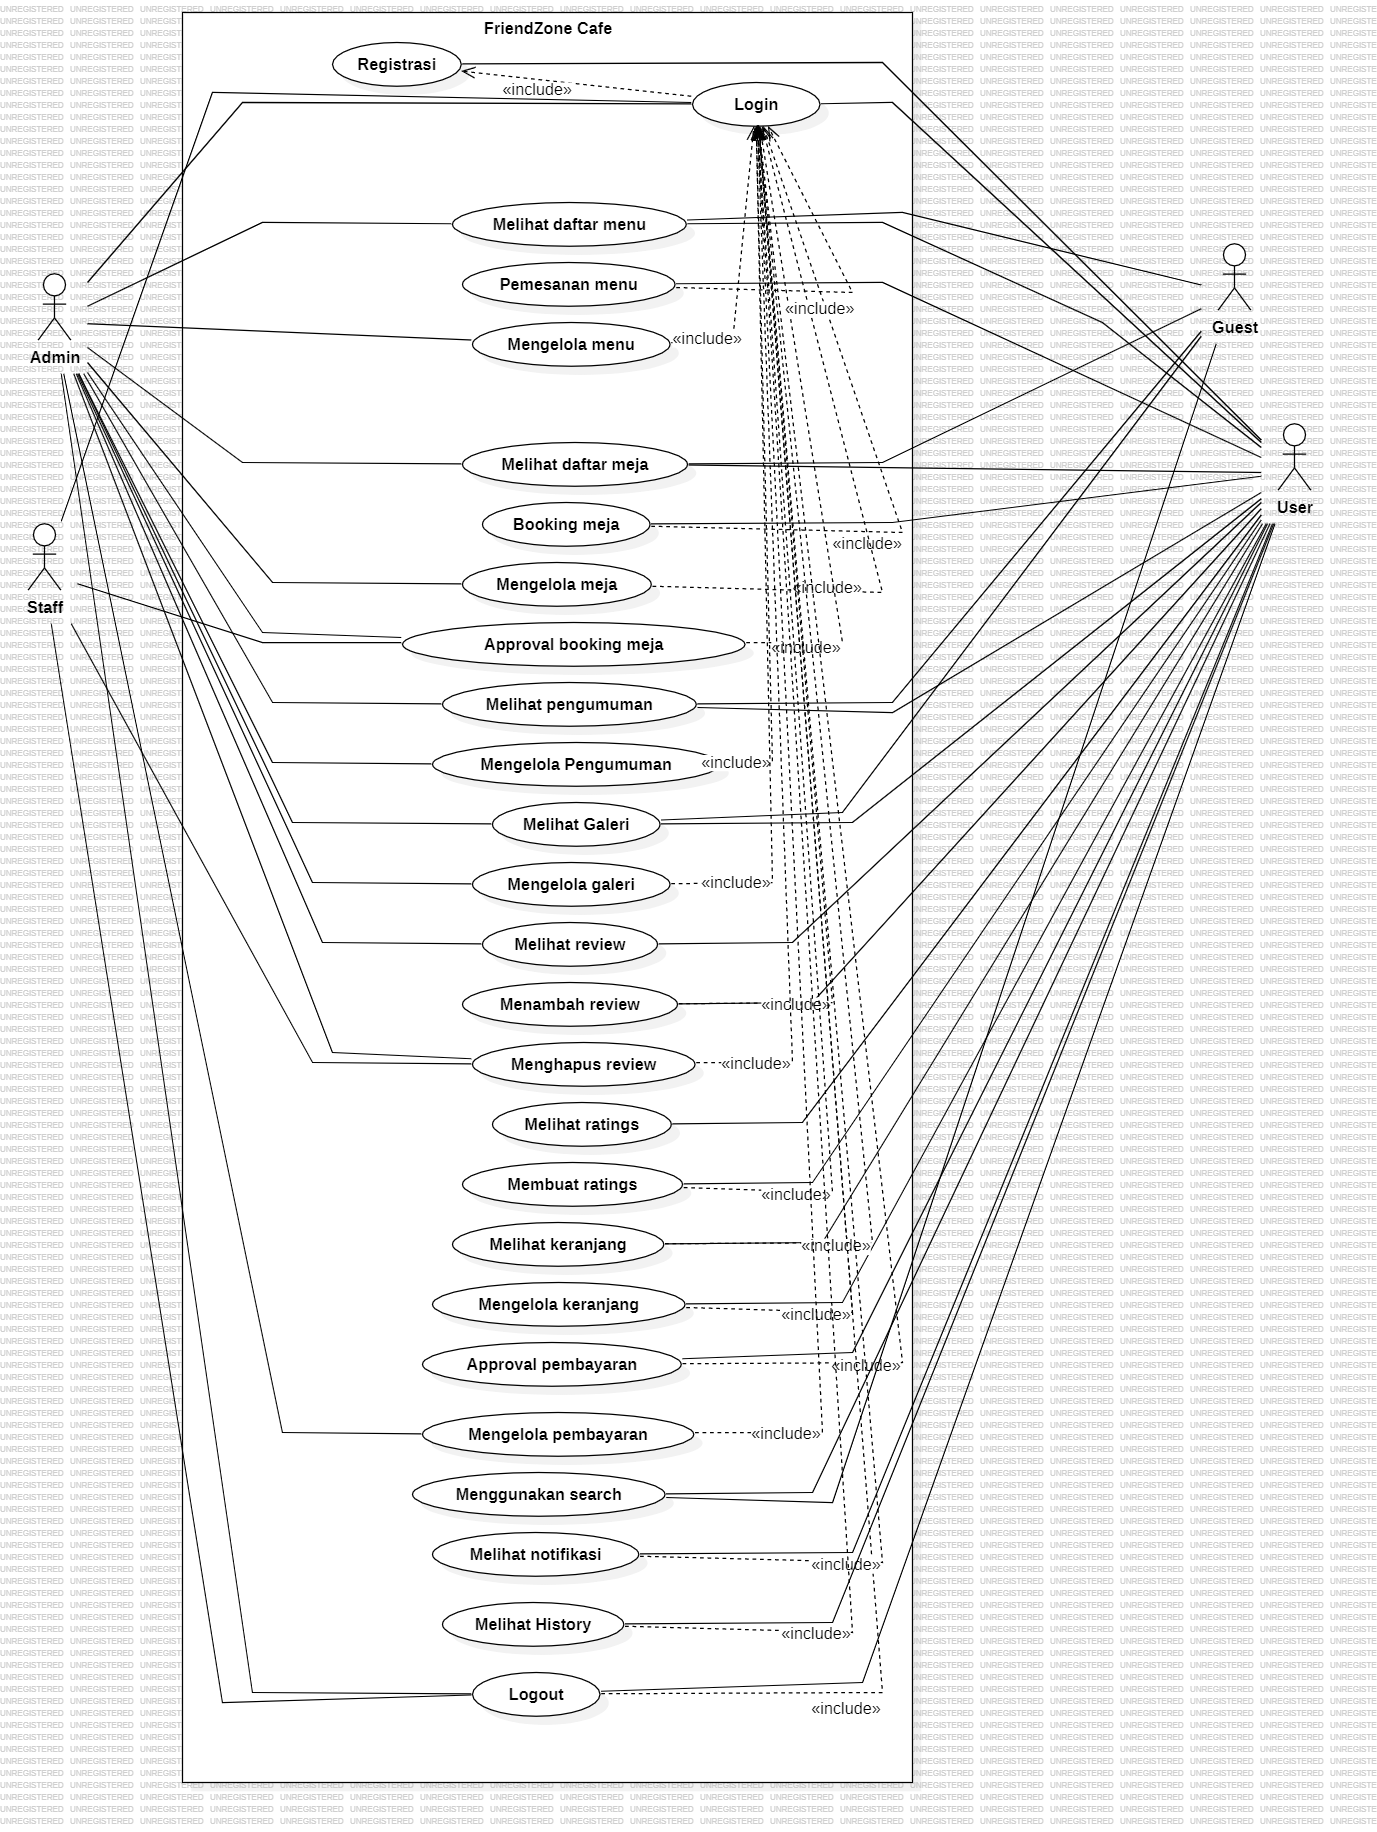 FriendZone Cafe
Registrasi
«include»
Login
Melihat daftar menu
Pemesanan menu
«include»
Mengelola menu
«include»
Admin
Guest
Melihat daftar meja
User
Booking meja
«include»
Mengelola meja
«include»
Staff
Approval booking meja
«include»
Melihat pengumuman
Mengelola Pengumuman
«include»
Melihat Galeri
Mengelola galeri
«include»
Melihat review
Menambah review
«include»
Menghapus review
«include»
Melihat ratings
Membuat ratings
«include»
Melihat keranjang
«include»
Mengelola keranjang
«include»
Approval pembayaran
«include»
Mengelola pembayaran
«include»
Menggunakan search
Melihat notifikasi
«include»
Melihat History
«include»
Logout
«include»
UNREGISTERED